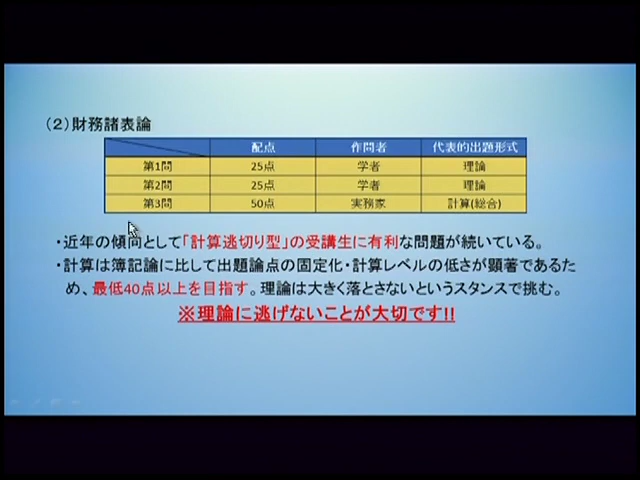 （２）財務諸表論
配点 作問者 代表的出題形式
第1問 25点 学者 理論
第2問 25点 学者 理論
第3問 50点 実務家 計算(総合)
・近年の傾向として「計算逃切り型」の受講生に有利な問題が続いている。
・計算は簿記論に比して出題論点の固定化・計算レベルの低さが顕著であるた
め、最低40点以上を目指す。理論は大きく落とさないというスタンスで挑む。
※理論に逃げないことが大切です!!